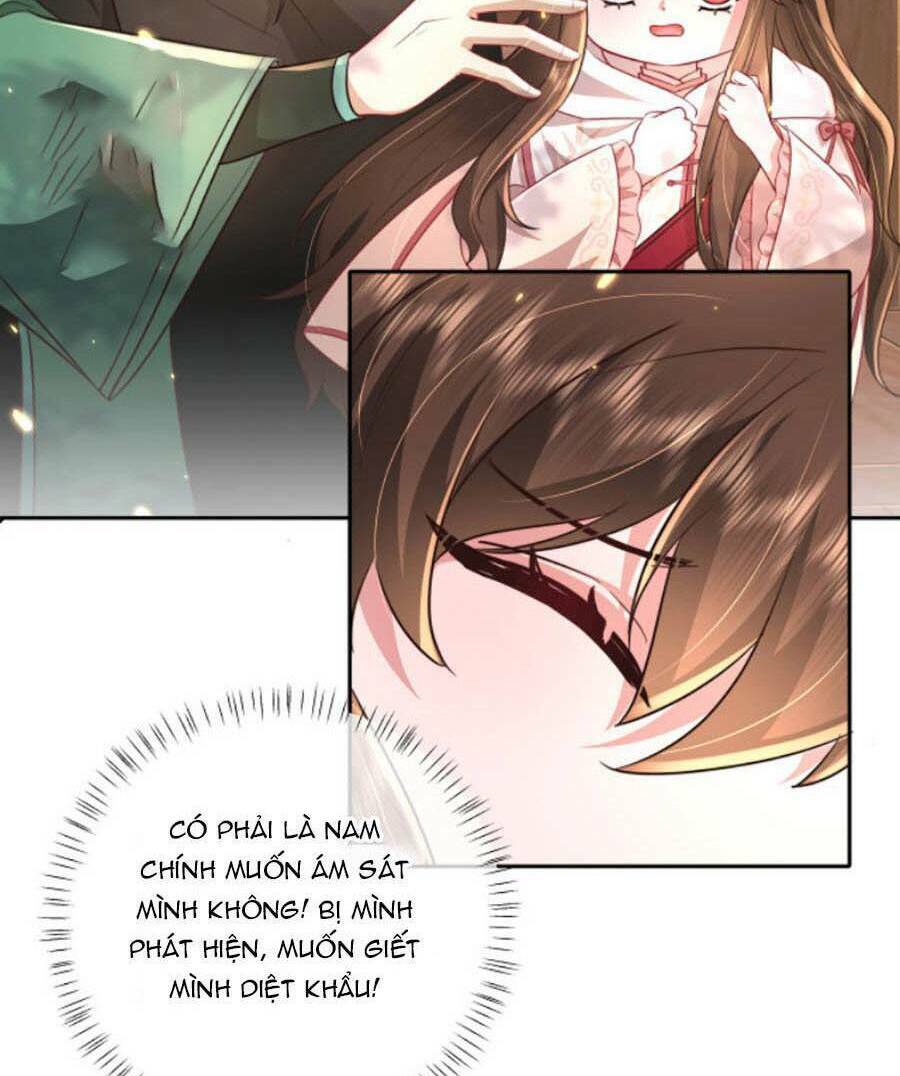 CÓ PHẢI LÀ NAM
CHÍNH MUỐN ÁM SÁT
MÌNH KHÔNG! BỊ MÌNH
PHÁT HIỆN, MUỐN GIẾT
MÌNH DIỆT KHẨU!